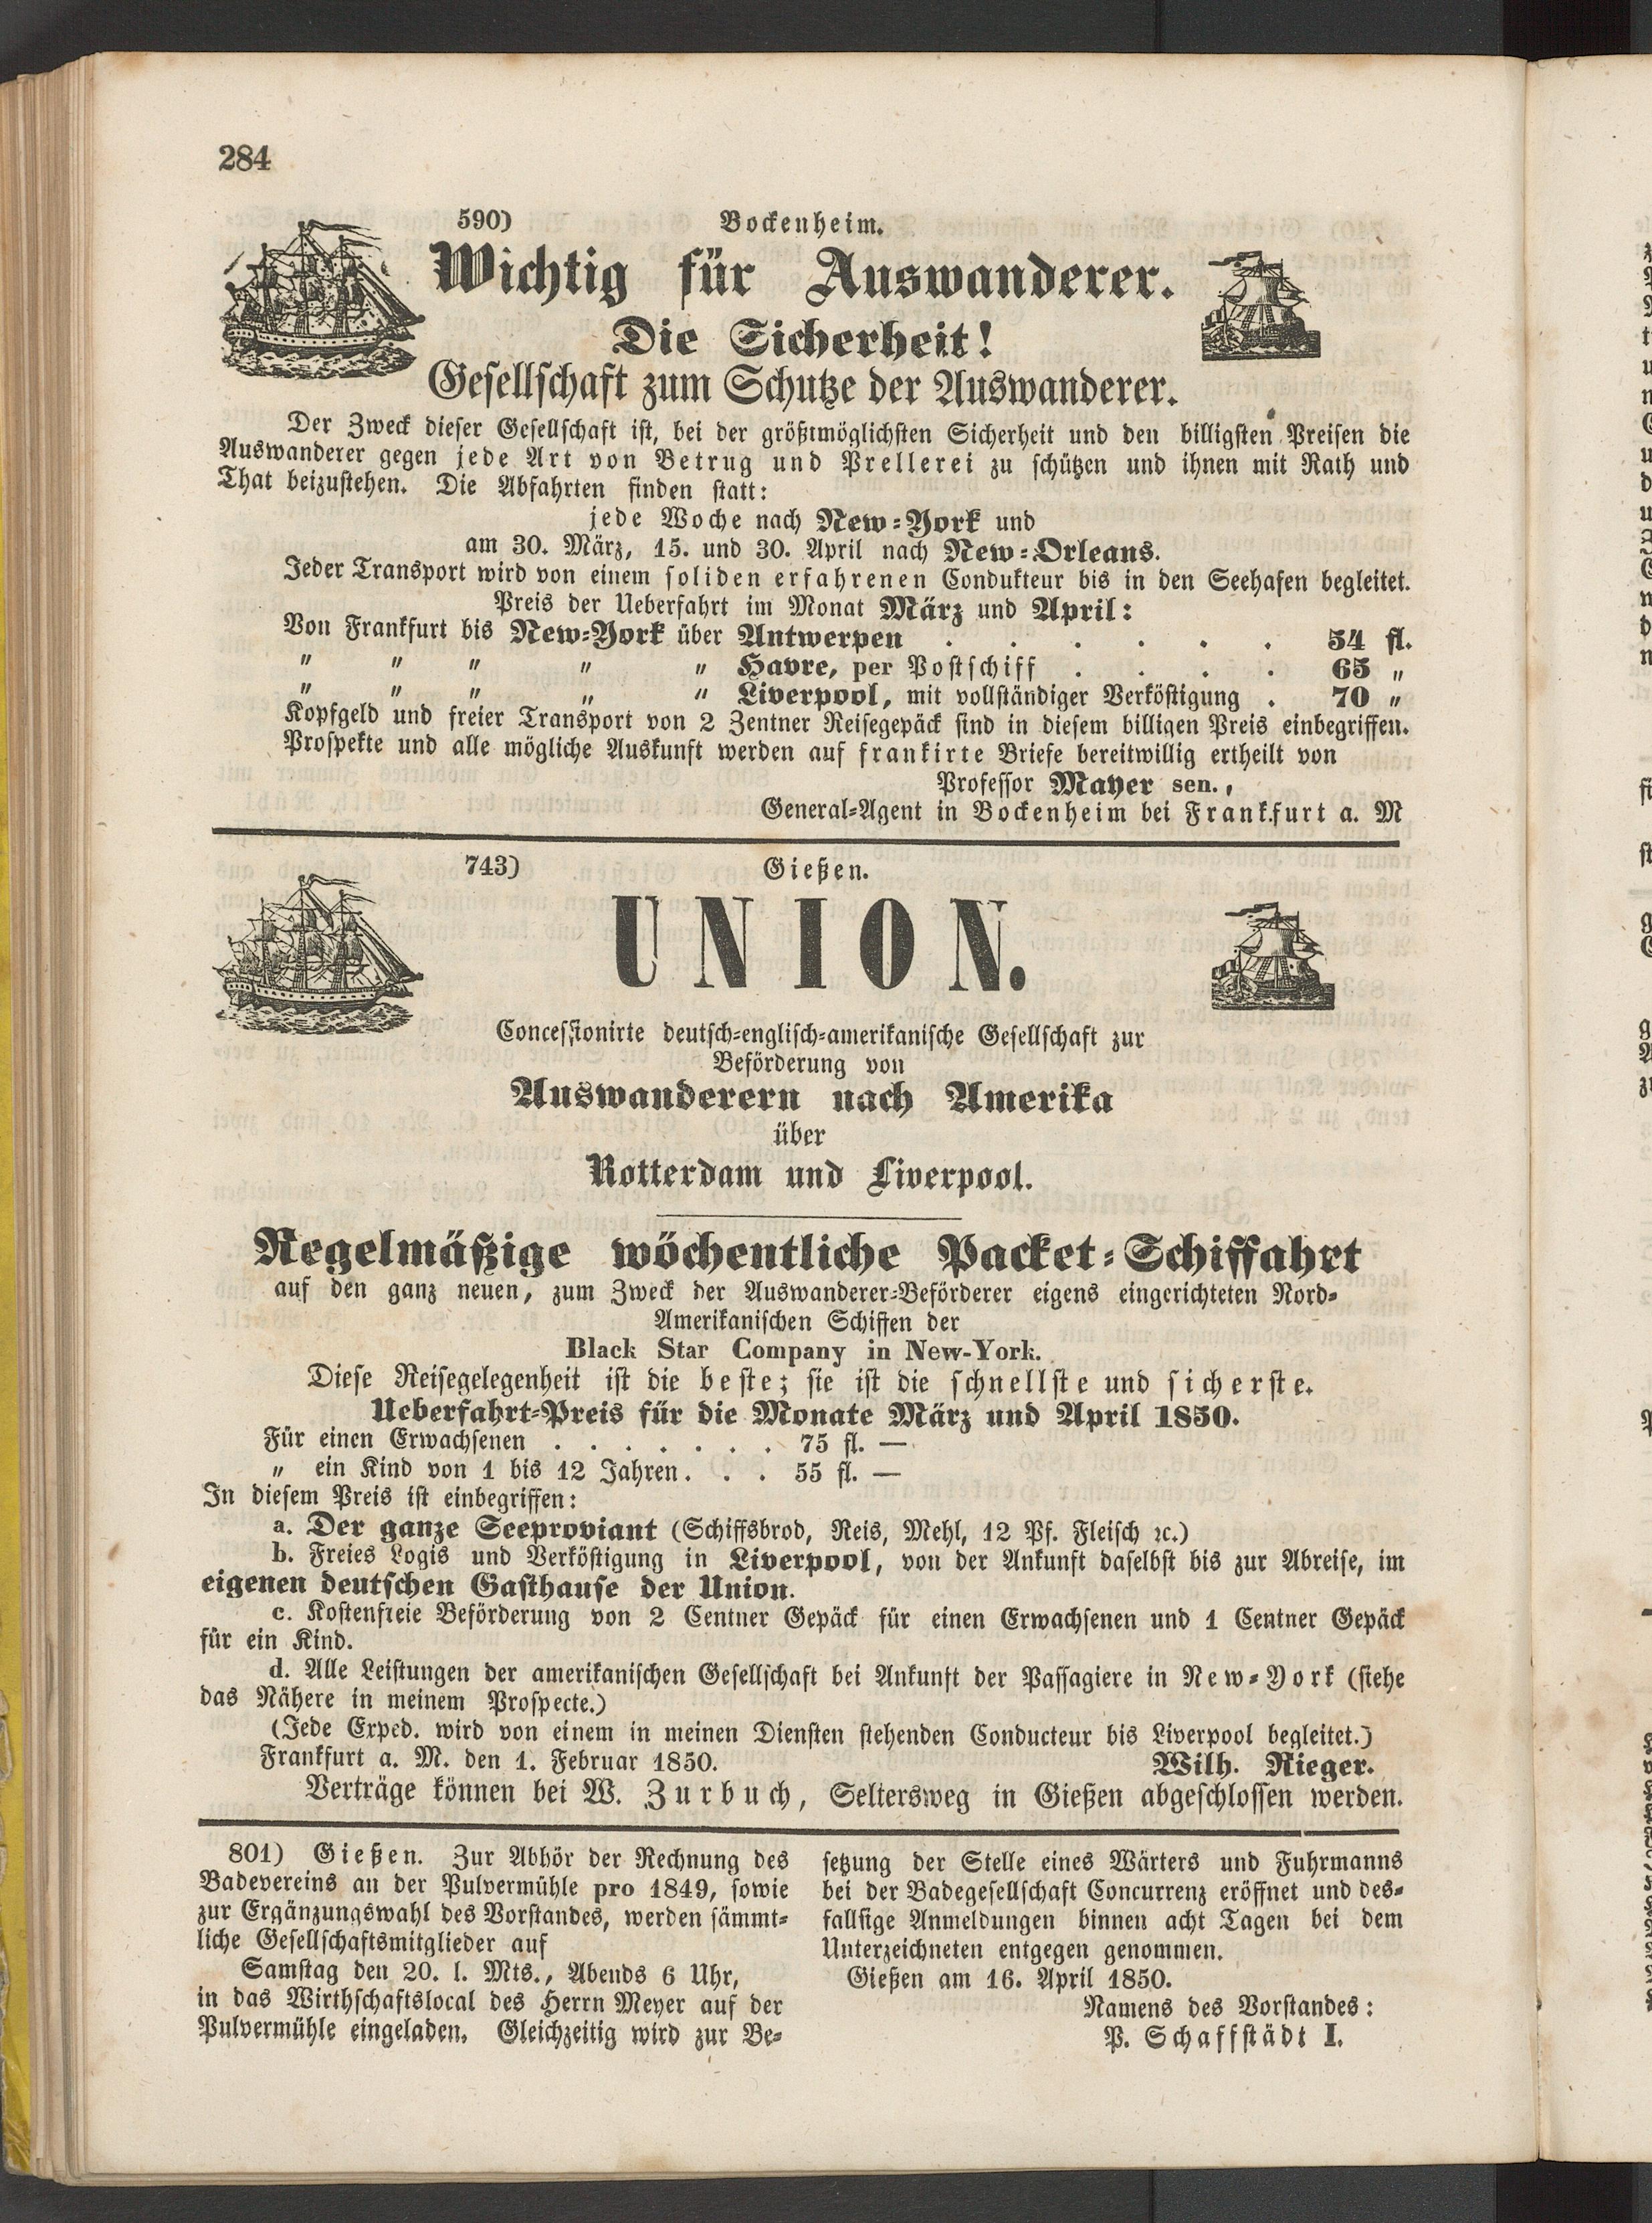 284
590) Bockenheim.
Wichtig für Auswanderer.
Die Sicherheit!
Gesellschaft zum Schutze der Auswanderer.
Der Zweck dieser Gesellschaft ist, bei der größtmöglichsten Sicherheit und den billigsten Preisen die
Auswanderer gegen jede Art von Betrug und Prellerei zu schützen und ihnen mit Rath und
That beizustehen. Die Abfahrten finden statt:
jede Woche nach New-York und
am 30. März, 15. und 30. April nach New-Orleans.
Jeder Transport wird von einem soliden erfahrenen Condukteur bis in den Seehafen begleitet.
Preis der Ueberfahrt im Monat März und April:
Von Frankfurt bis New-York über Antwerpen . . . . . . 54 fl.
" " " " " Havre, per Postschiff . . . . 65 "
" " " " " Liverpool, mit vollständiger Verköstigung . 70 "
Kopfgeld und freier Transport von 2 Zentner Reisegepäck sind in diesem billigen Preis einbegriffen.
Prospekte und alle mögliche Auskunft werden auf frankirte Briefe bereitwillig ertheilt von
Professor Mayer sen.,
General-Agent in Bockenheim bei Frankfurt a. M
743) Gießen.
UNION.
Concessionirte deutsch-englisch-amerikanische Gesellschaft zur
Beförderung von
Auswanderern nach Amerika
über
Rotterdam und Liverpool.
Regelmäßige wöchentliche Packet-Schiffahrt
auf den ganz neuen, zum Zweck der Auswanderer-Beförderer eigens eingerichteten Nord-
Amerikanischen Schiffen der
Black Star Company in New-York.
Diese Reisegelegenheit ist die beste; sie ist die schnellste und sicherste.
Ueberfahrt-Preis für die Monate März und April 1850.
Für einen Erwachsenen . . . . . . . 75 fl. —
" ein Kind von 1 bis 12 Jahren. . . 55 fl. —
In diesem Preis ist einbegriffen:
a. Der ganze Seeproviant (Schiffsbrod, Reis, Mehl, 12 Pf. Fleisch ꝛc.)
b. Freies Logis und Verköstigung in Liverpool, von der Ankunft daselbst bis zur Abreise, im
eigenen deutschen Gasthause der Union.
c. Kostenfreie Beförderung von 2 Centner Gepäck für einen Erwachsenen und 1 Centner Gepäck
für ein Kind.
d. Alle Leistungen der amerikanischen Gesellschaft bei Ankunft der Passagiere in New-York (siehe
das Nähere in meinem Prospecte.)
(Jede Exped. wird von einem in meinen Diensten stehenden Conducteur bis Liverpool begleitet.)
Frankfurt a. M. den 1. Februar 1850. Wilh. Rieger.
Verträge können bei W. Zurbuch, Seltersweg in Gießen abgeschlossen werden.
801) Gießen. Zur Abhör der Rechnung des
Badevereins an der Pulvermühle pro 1849, sowie
zur Ergänzungswahl des Vorstandes, werden sämmt-
liche Gesellschaftsmitglieder auf
Samstag den 20. l. Mts., Abends 6 Uhr,
in das Wirthschaftslocal des Herrn Meyer auf der
Pulvermühle eingeladen. Gleichzeitig wird zur Be-
setzung der Stelle eines Wärters und Fuhrmanns
bei der Badegesellschaft Concurrenz eröffnet und des-
fallsige Anmeldungen binnen acht Tagen bei dem
Unterzeichneten entgegen genommen.
Gießen am 16. April 1850.
Namens des Vorstandes:
P. Schaffstädt I.